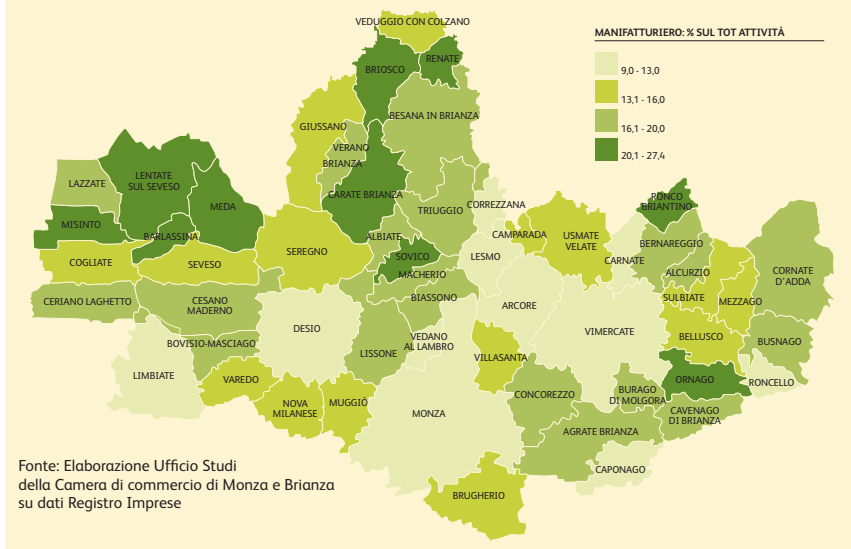 VEDUGGIO CON COLZANO
MANIFATTURIERO: % SUL TOT ATTIVITÀ
9,0 - 13,0
13,1 - 16,0
16,1 - 20,0
20,1 - 27,4
RENATE
BRIOSCO
BESANA IN BRIANZA
GIUSSANO
VERANO
BRIANZA
CARATE BRIANZA
LAZZATE
LENTATE
SUL SEVESO
MEDA
MISINTO
BARLASSINA
COGLIATE
SEVESO
SEREGNO
ALBIATE
TRIUGGIO
CORREZZANA
SOVICO
MACHERIO
LESMO
CAMPARADA
USMATE
VELATE
CARNATE
RONCO
BRIANTINO
BERNAREGGIO
ALCURZIO
CORNATE
D'ADDA
SULBIATE
MEZZAGO
CERIANO LAGHETTO
CESANO
MADERNO
BIASSONO
ARCORE
DESIO
VIMERCATE
BELLUSCO
BUSNAGO
BOVISIO-MASCIAGO
LISSONE
VEDANO
AL LAMBRO
VILLASANTA
LIMBIATE
VAREDO
ORNAGO
RONCELLO
NOVA
MILANESE
MUGGIÒ
MONZA
CONCOREZZO
BURAGO
DI MOLGORA
CAVENAGO
DI BRIANZA
AGRATE BRIANZA
CAPONAGO
BRUGHERIO
Fonte: Elaborazione Ufficio Studi
della Camera di commercio di Monza e Brianza
su dati Registro Imprese